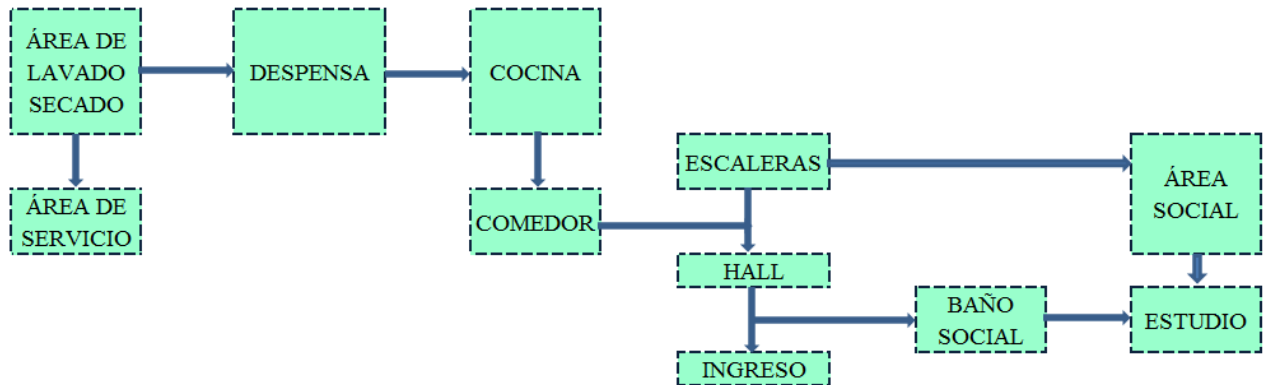 ÁREA DE
LAVADO
SECADO
DESPENSA
COCINA
ÁREA DE
SERVICIO
COMEDOR
ESCALERAS
ÁREA
SOCIAL
HALL
BAÑO
SOCIAL
ESTUDIO
INGRESO